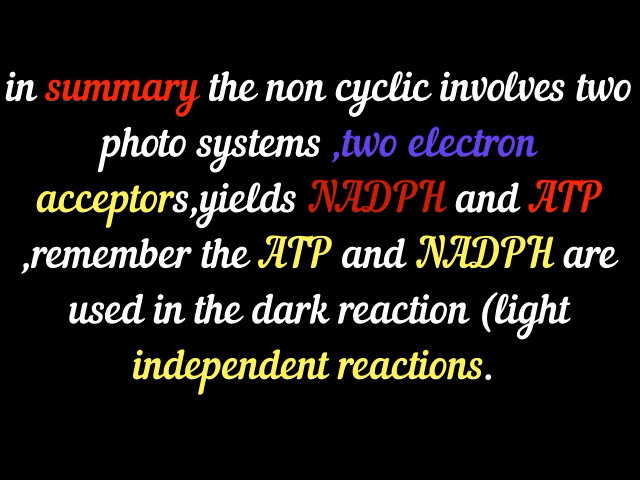 in summary the non cyclic involves two
photo systems ,two electron
acceptors,yields NADPH and ATP
,remember the ATP and NADPH are
used in the dark reaction (light
independent reactions.